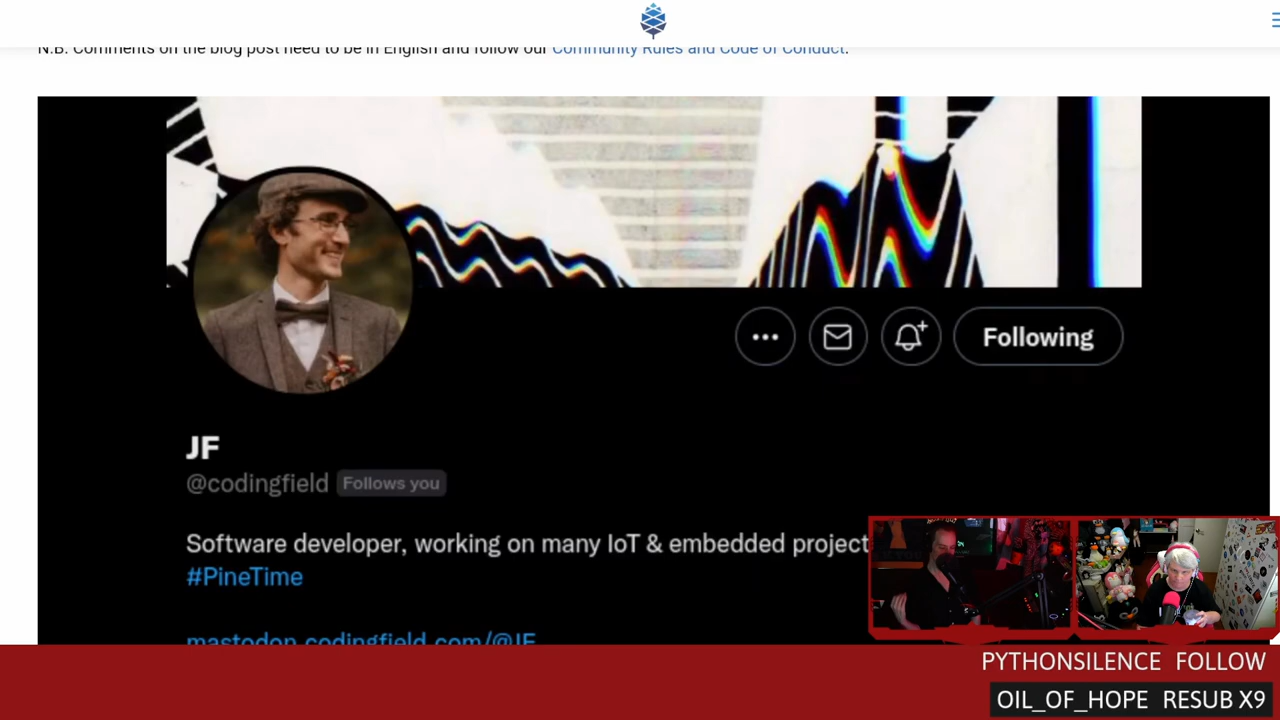 N.B. Comments on the blog post need to be in English and follow our Community Rules and Code of Conduct.
Following
JF
@codingfield Follows you
Software developer, working on many IoT & embedded project
#PineTime
mastodon.codingfield.com/@JF
PYTHONSILENCE FOLLOW
OIL_OF_HOPE RESUB X9